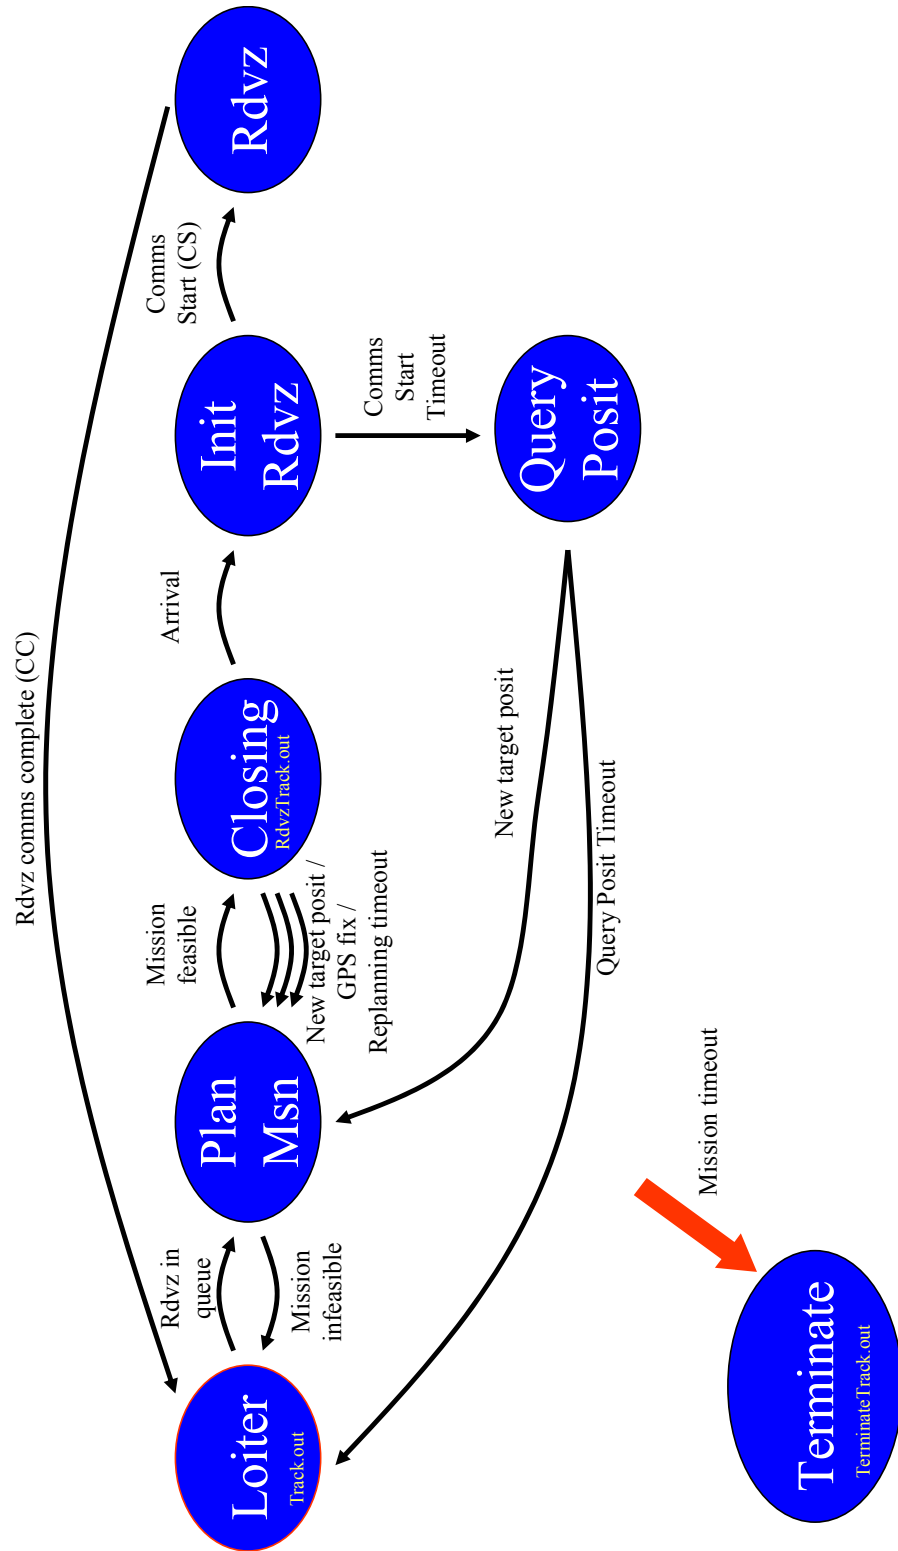 Rdvz comms complete (CC)
Rdvz in
queue
Mission
feasible
Arrival
Comms
Start (CS)
Loiter
Track.out
Plan
Msn
Closing
RdvzTrack.out
Init
Rdvz
Rdvz
Mission
infeasible
New target posit /
GPS fix /
Replanning timeout
Comms
Start
Timeout
New target posit
Query
Posit
Query Posit Timeout
Mission timeout
Terminate
TerminateTrack.out